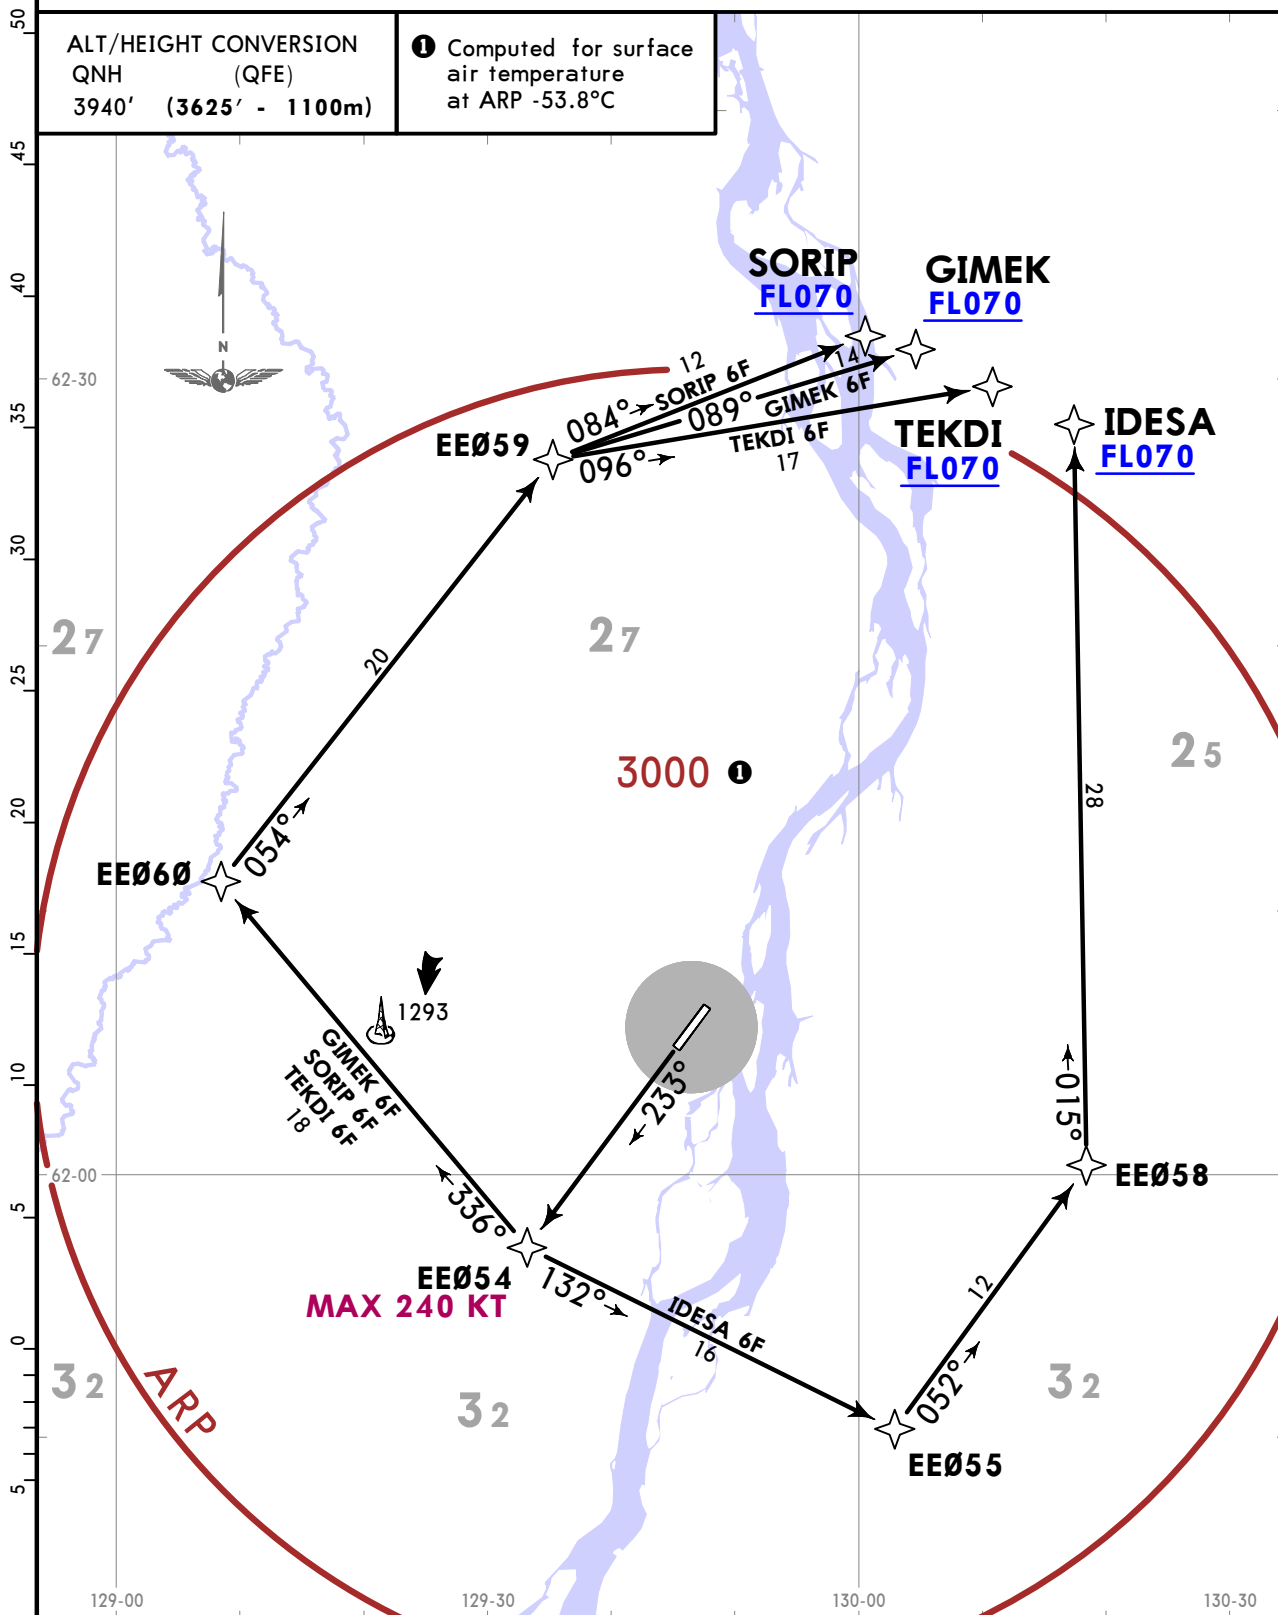 ALT/HEIGHT CONVERSION
QNH (QFE)
3940' (3625' - 1100m)
1 Computed for surface
air temperature
at ARP -53.8°C
50
45
40
35
30
25
20
15
10
5
0
5
N
62-30
62-00
SORIP
FL070
GIMEK
FL070
TEKDI
FL070
IDESA
FL070
12
084° SORIP 6F
14
089° GIMEK 6F
096° TEKDI 6F
17
EEØ59
27
27
25
20
28
3000 1
054°
EEØ60
1293
GIMEK 6F
SORIP 6F
TEKDI 6F
18
233°
015°
336°
EEØ58
EEØ54
MAX 240 KT
132°
IDESA 6F
16
12
052°
EEØ55
32
32
32
ARP
129-00
129-30
130-00
130-30